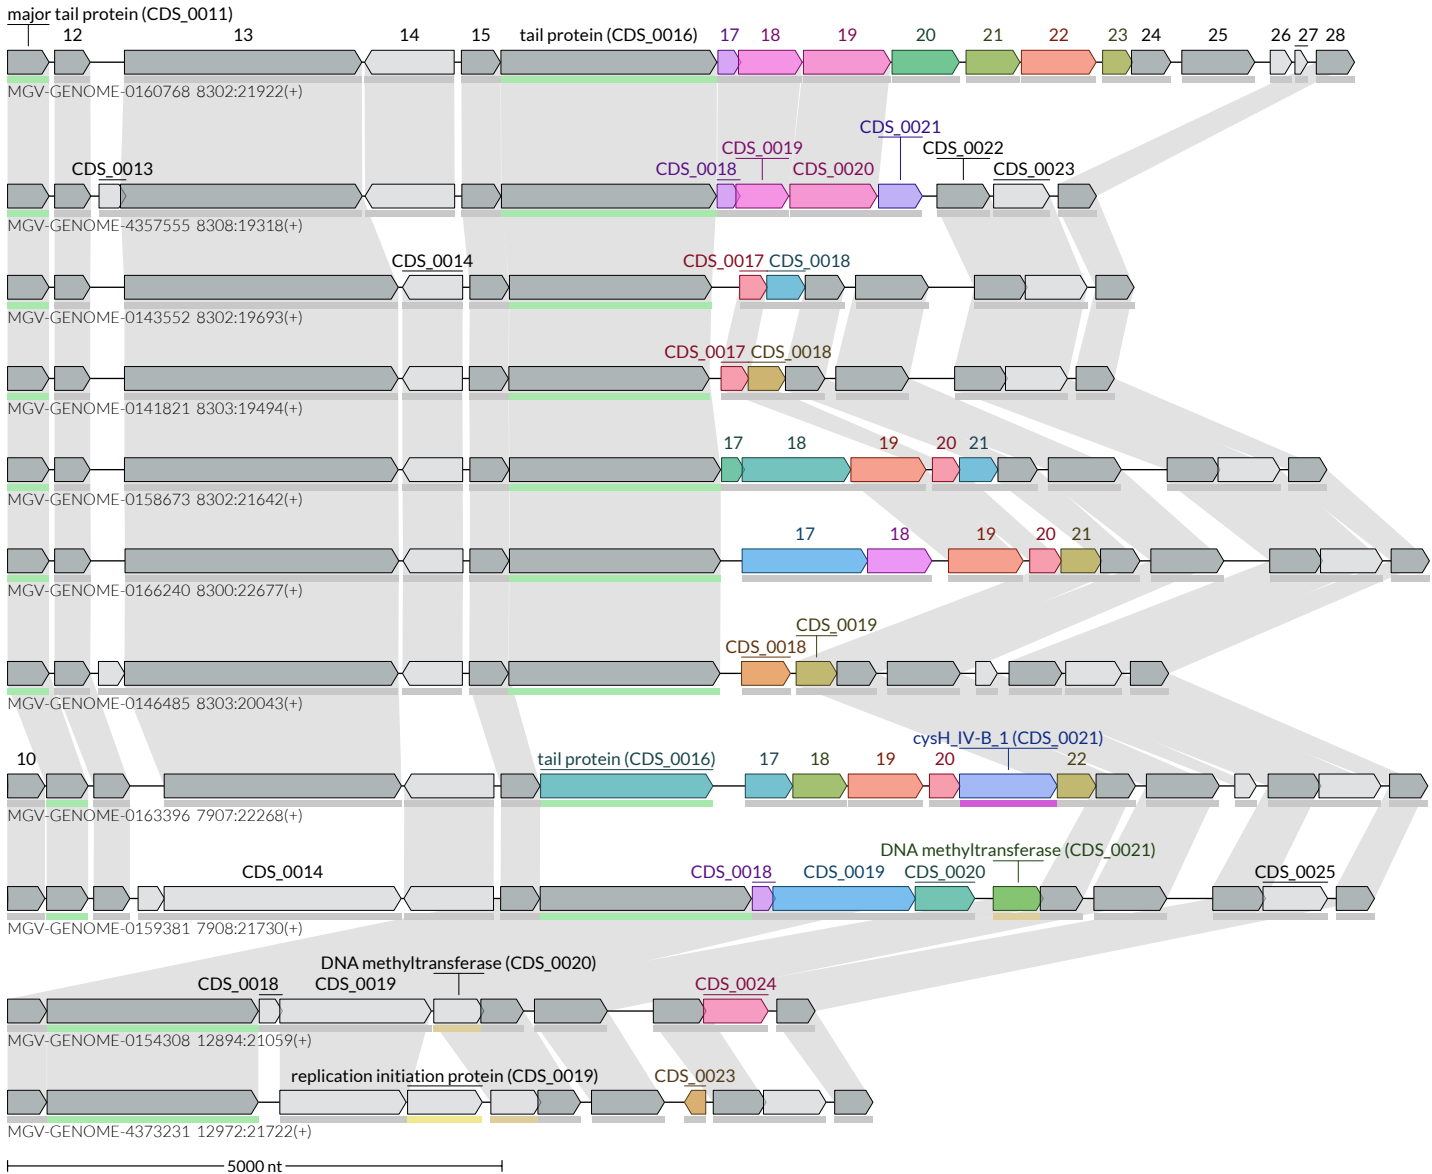 major tail protein (CDS_0011)
12 13 14 15 tail protein (CDS_0016) 17 18 19 20 21 22 23 24 25 26 27 28
MGV-GENOME-0160768 8302:21922(+)
CDS_0021
CDS_0019 CDS_0022
CDS_0013 CDS_0018 CDS_0020 CDS_0023
MGV-GENOME-4357555 8308:19318(+)
CDS_0014 CDS_0017 CDS_0018
MGV-GENOME-0143552 8302:19693(+)
CDS_0017 CDS_0018
MGV-GENOME-0141821 8303:19494(+)
17 18 19 20 21
MGV-GENOME-0158673 8302:21642(+)
17 18 19 20 21
MGV-GENOME-0166240 8300:22677(+)
CDS_0019
CDS_0018
MGV-GENOME-0146485 8303:20043(+)
cysH_IV-B_1 (CDS_0021)
10 tail protein (CDS_0016) 17 18 19 20 22
MGV-GENOME-0163396 7907:22268(+)
DNA methyltransferase (CDS_0021)
CDS_0014 CDS_0018 CDS_0019 CDS_0020 CDS_0025
MGV-GENOME-0159381 7908:21730(+)
DNA methyltransferase (CDS_0020)
CDS_0018 CDS_0019 CDS_0024
MGV-GENOME-0154308 12894:21059(+)
replication initiation protein (CDS_0019) CDS_0023
MGV-GENOME-4373231 12972:21722(+)
5000 nt